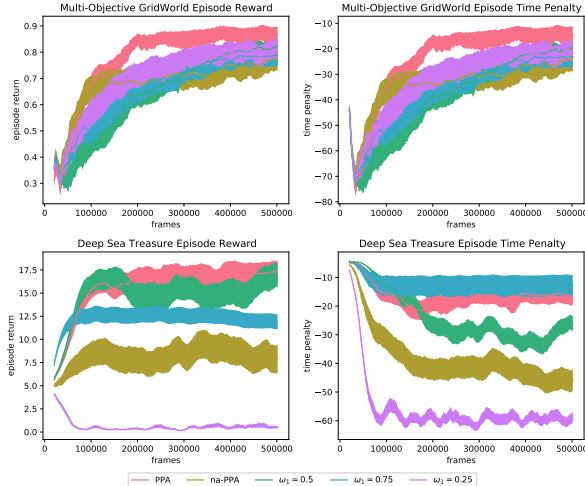 Multi-Objective GridWorld Episode Reward
0.9
0.8
0.7
0.6
0.5
0.4
0.3
episode return
0 100000 200000 300000 400000 500000
frames
Multi-Objective GridWorld Episode Time Penalty
−10
−20
−30
−40
−50
−60
−70
−80
time penalty
0 100000 200000 300000 400000 500000
frames
Deep Sea Treasure Episode Reward
17.5
15.0
12.5
10.0
7.5
5.0
2.5
0.0
episode return
0 100000 200000 300000 400000 500000
frames
Deep Sea Treasure Episode Time Penalty
−10
−20
−30
−40
−50
−60
time penalty
0 100000 200000 300000 400000 500000
frames
PPA na-PPA ω₁ = 0.5 ω₁ = 0.75 ω₁ = 0.25